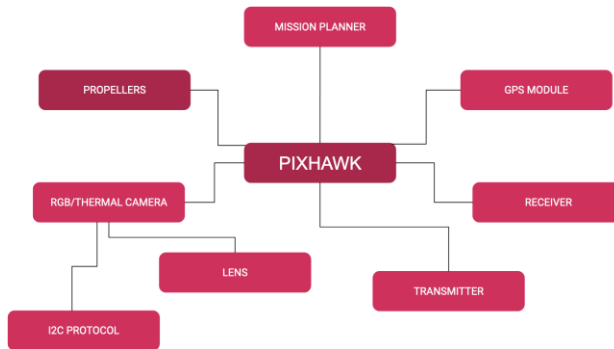 MISSION PLANNER
PROPELLERS
GPS MODULE
PIXHAWK
RGB/THERMAL CAMERA
RECEIVER
LENS
TRANSMITTER
I2C PROTOCOL